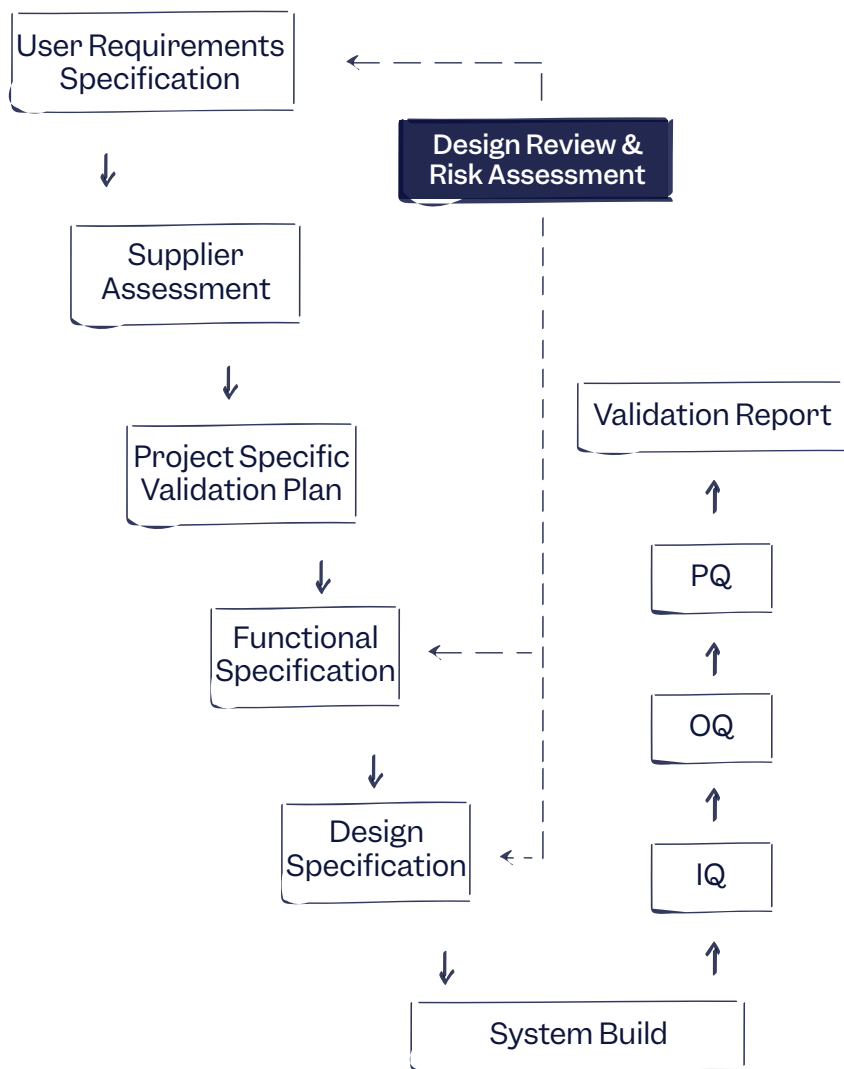 User Requirements
Specification
Design Review &
Risk Assessment
Supplier
Assessment
Validation Report
Project Specific
Validation Plan
PQ
Functional
Specification
OQ
Design
Specification
IQ
System Build